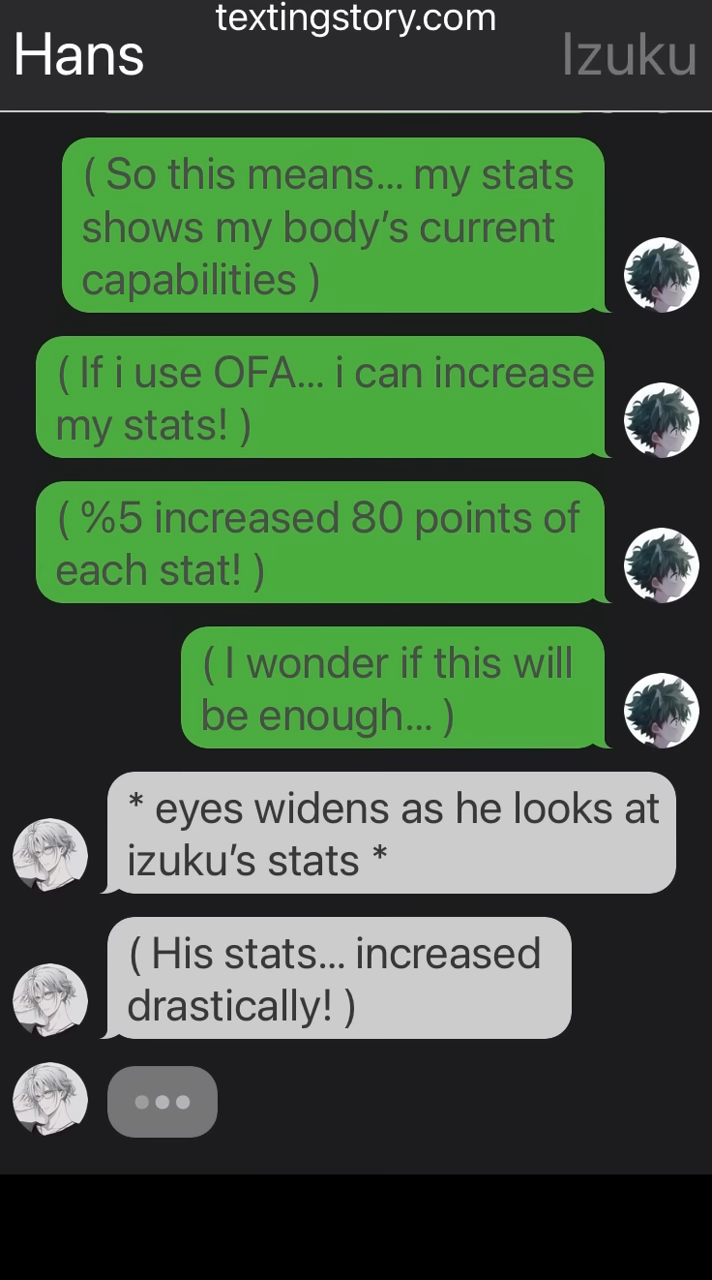 textingstory.com
Hans
Izuku
( So this means... my stats
shows my body’s current
capabilities )
( If i use OFA... i can increase
my stats! )
( %5 increased 80 points of
each stat! )
( I wonder if this will
be enough... )
* eyes widens as he looks at
izuku’s stats *
( His stats... increased
drastically! )